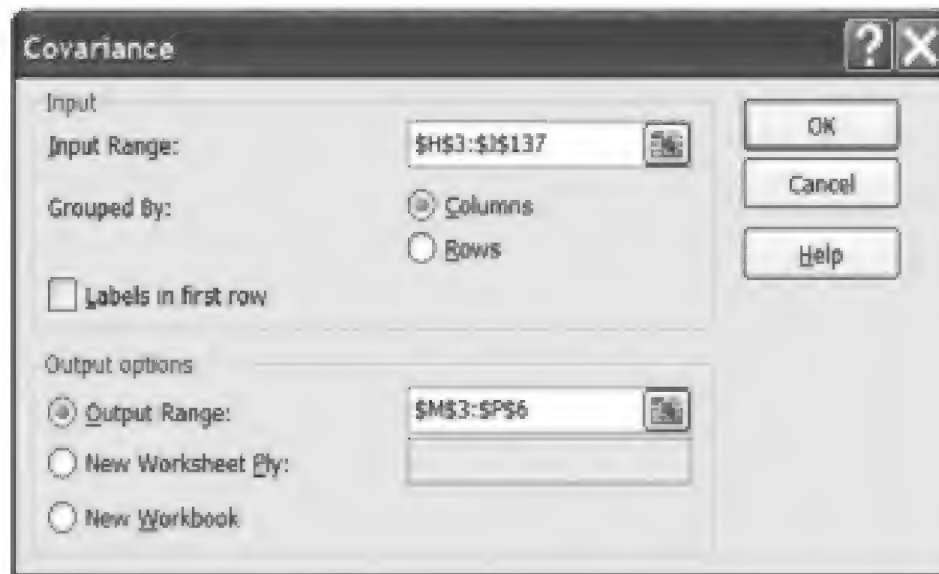 Covariance
Input
Input Range:
$H$3:$J$137
Grouped By:
Columns
Rows
Labels in first row
Output options
Output Range:
$M$3:$P$6
New Worksheet Ply:
New Workbook
OK
Cancel
Help